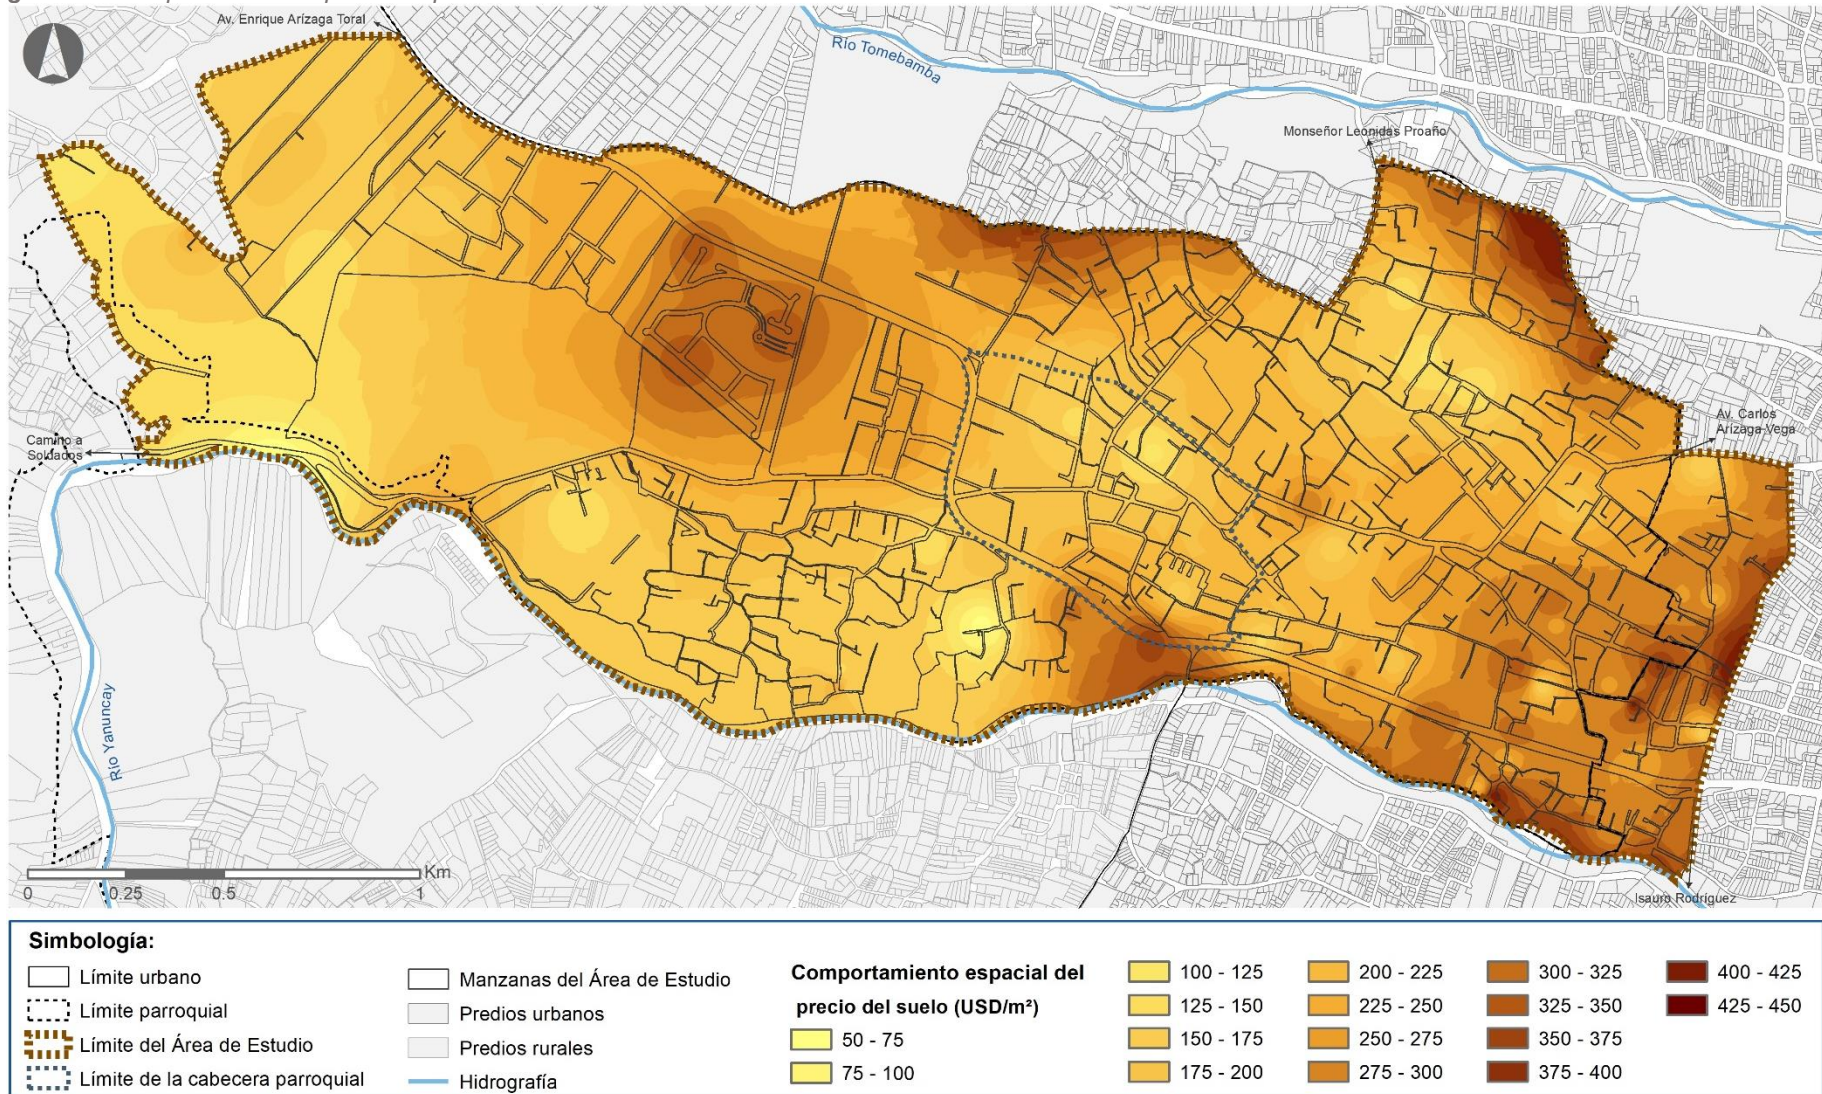 Av. Enrique Arízaga Toral
Río Tomebamba
Monseñor Leonidas Proaño
Av. Carlos
Arízaga Vega
Camino a
Soldados
Río Yanuncay
Km
0
0.25
0.5
1
Isauro Rodríguez
Simbología:
Límite urbano
Límite parroquial
Límite del Área de Estudio
Límite de la cabecera parroquial
Manzanas del Área de Estudio
Predios urbanos
Predios rurales
Hidrografía
Comportamiento espacial del
precio del suelo (USD/m²)
50 - 75
75 - 100
100 - 125
125 - 150
150 - 175
175 - 200
200 - 225
225 - 250
250 - 275
275 - 300
300 - 325
325 - 350
350 - 375
375 - 400
400 - 425
425 - 450